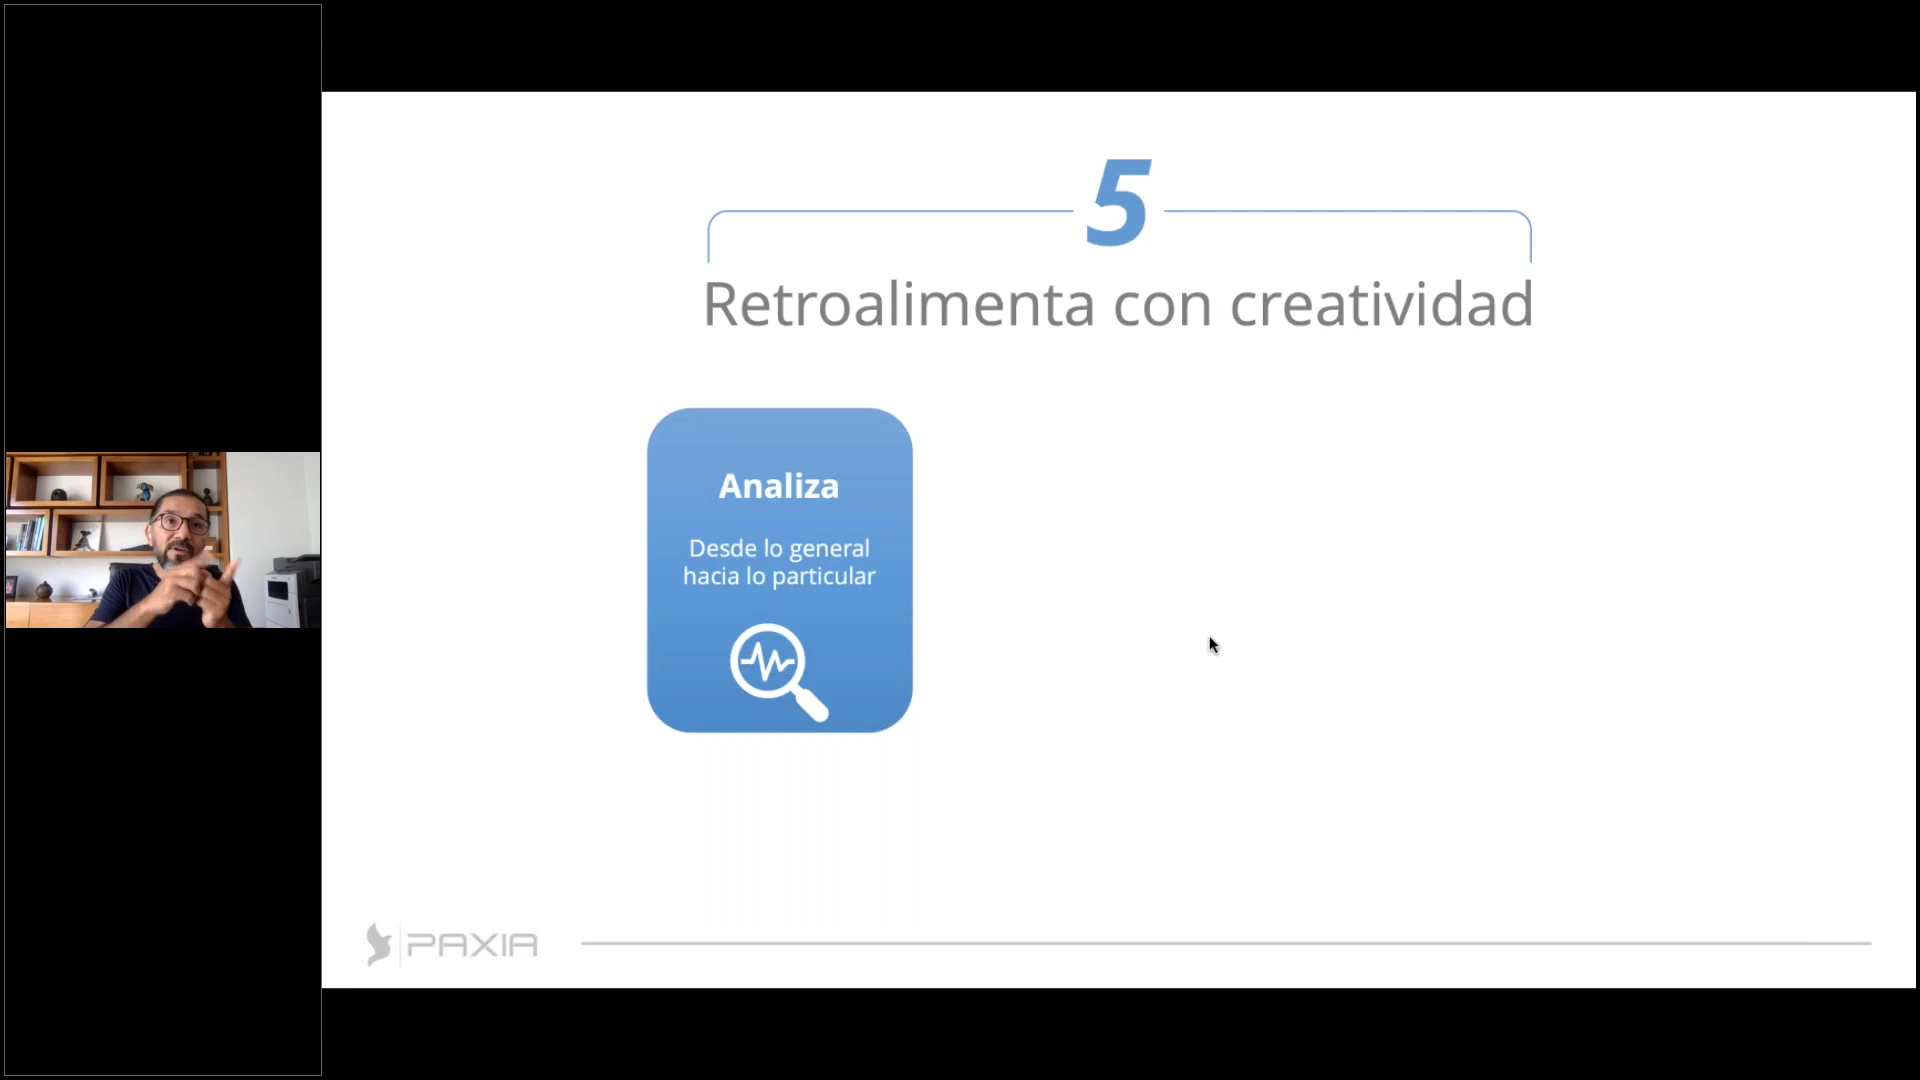 5
Retroalimenta con creatividad
Analiza
Desde lo general
hacia lo particular
PAXIA